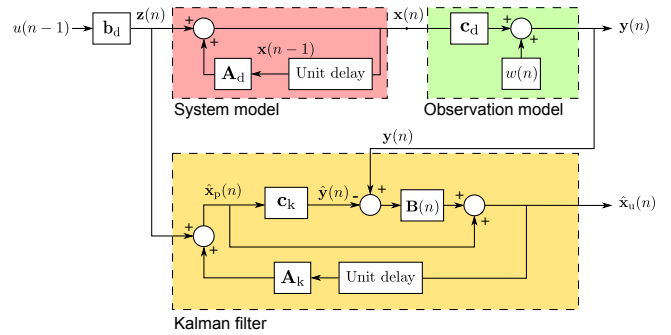 u(n−1)
b_d
z(n)
+
+
x(n)
c_d
+
+
y(n)
x(n−1)
A_d
Unit delay
w(n)
System model
Observation model
y(n)
x̂_p(n)
c_k
ŷ(n)
-
+
B(n)
+
+
x̂_u(n)
+
+
A_k
Unit delay
Kalman filter